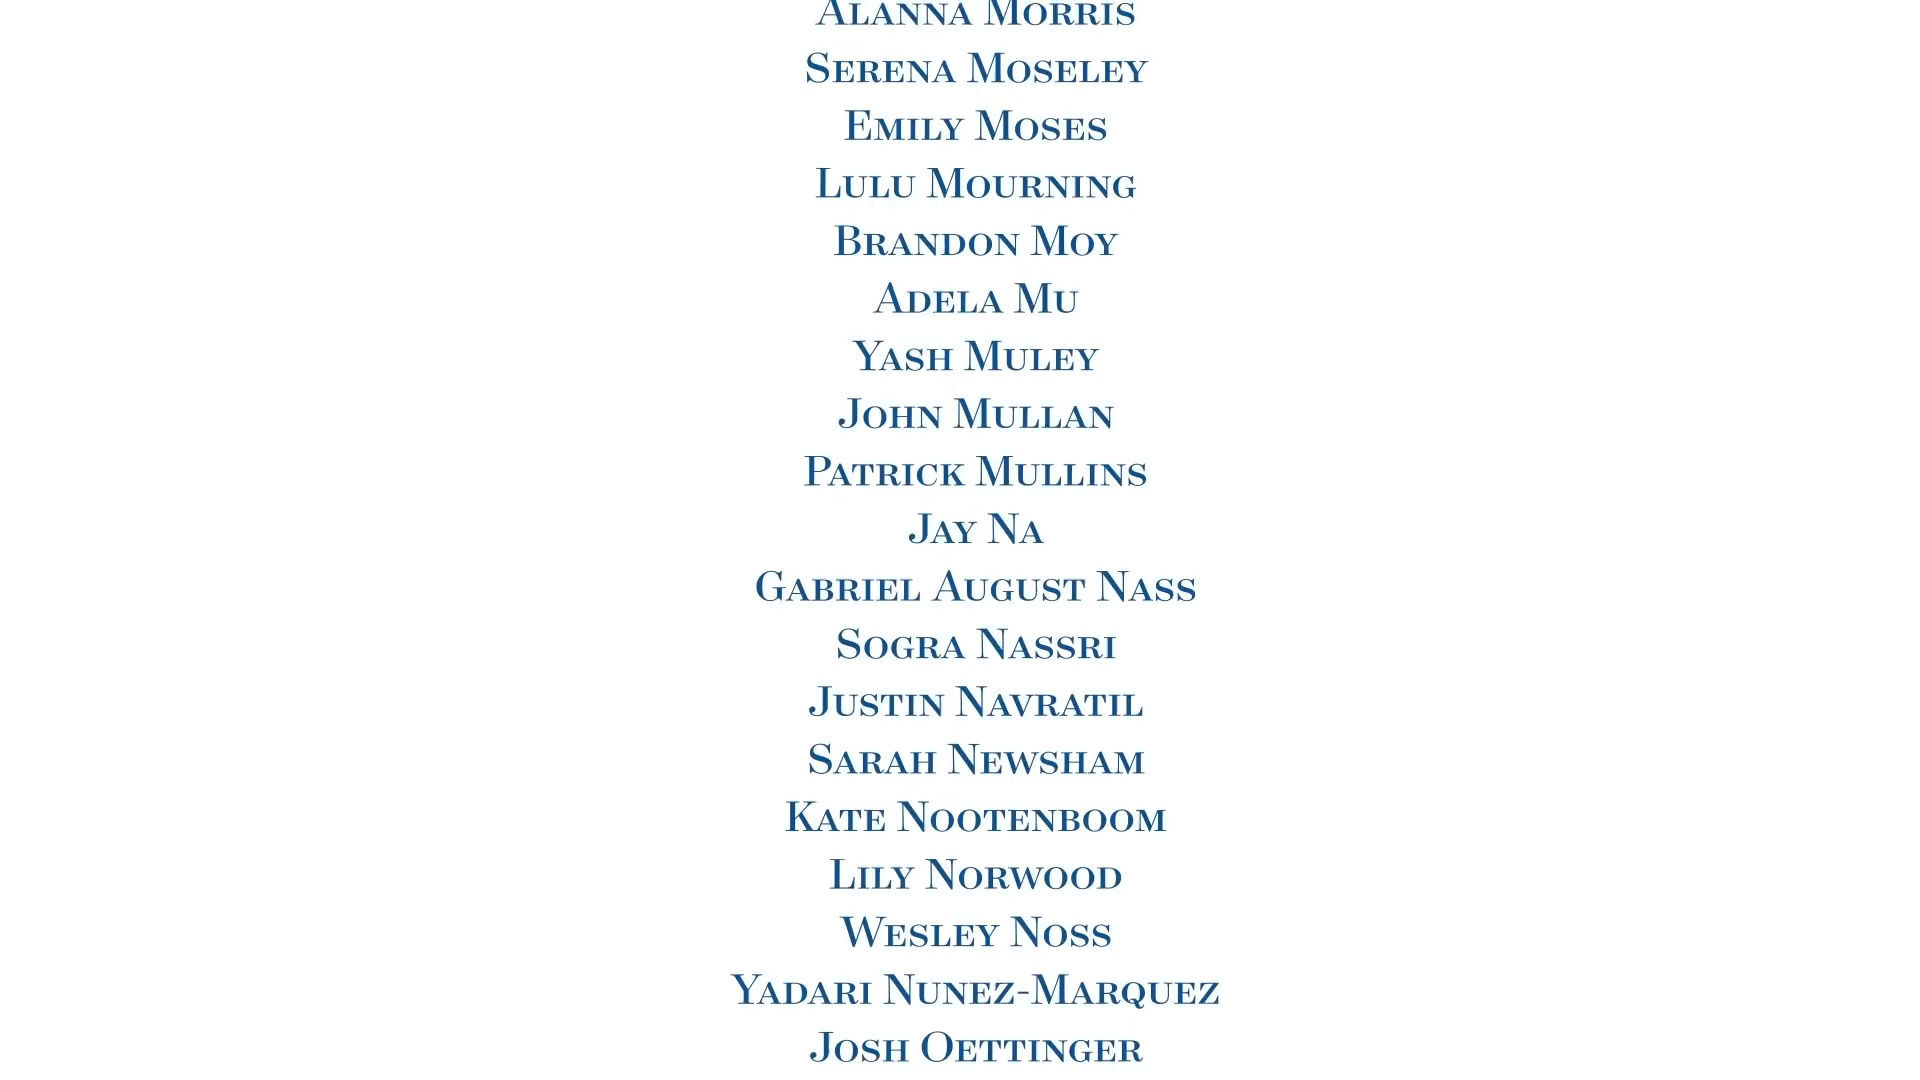 Alanna Morris
Serena Moseley
Emily Moses
Lulu Mourning
Brandon Moy
Adela Mu
Yash Muley
John Mullan
Patrick Mullins
Jay Na
Gabriel August Nass
Sogra Nassri
Justin Navratil
Sarah Newsham
Kate Nootenboom
Lily Norwood
Wesley Noss
Yadari Nunez-Marquez
Josh Oettinger